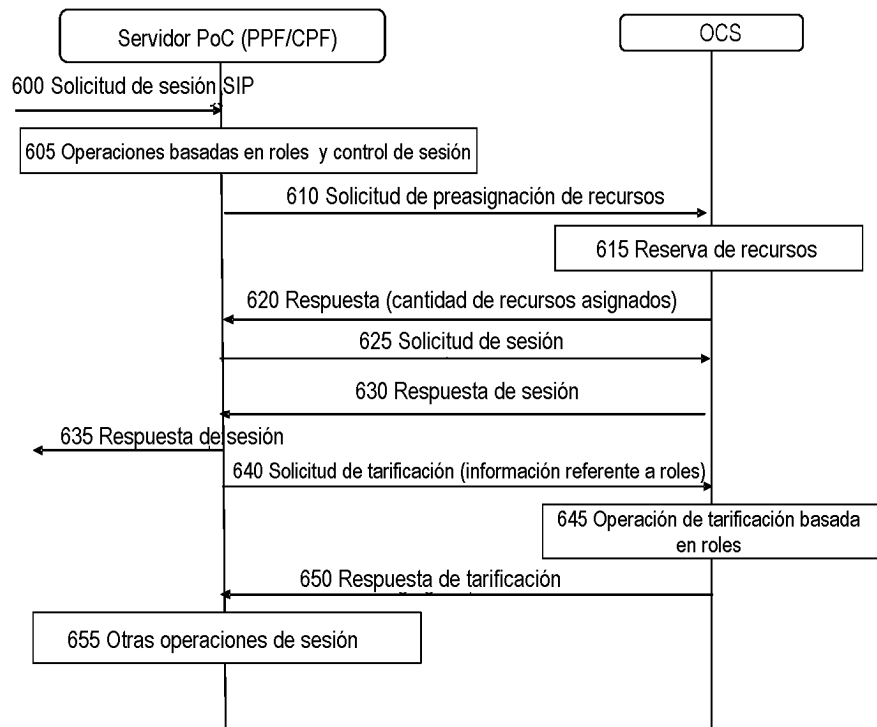 Servidor PoC (PPF/CPF)
OCS
600 Solicitud de sesión SIP
605 Operaciones basadas en roles y control de sesión
610 Solicitud de preasignación de recursos
615 Reserva de recursos
620 Respuesta (cantidad de recursos asignados)
625 Solicitud de sesión
630 Respuesta de sesión
635 Respuesta de sesión
640 Solicitud de tarificación (información referente a roles)
645 Operación de tarificación basada
en roles
650 Respuesta de tarificación
655 Otras operaciones de sesión